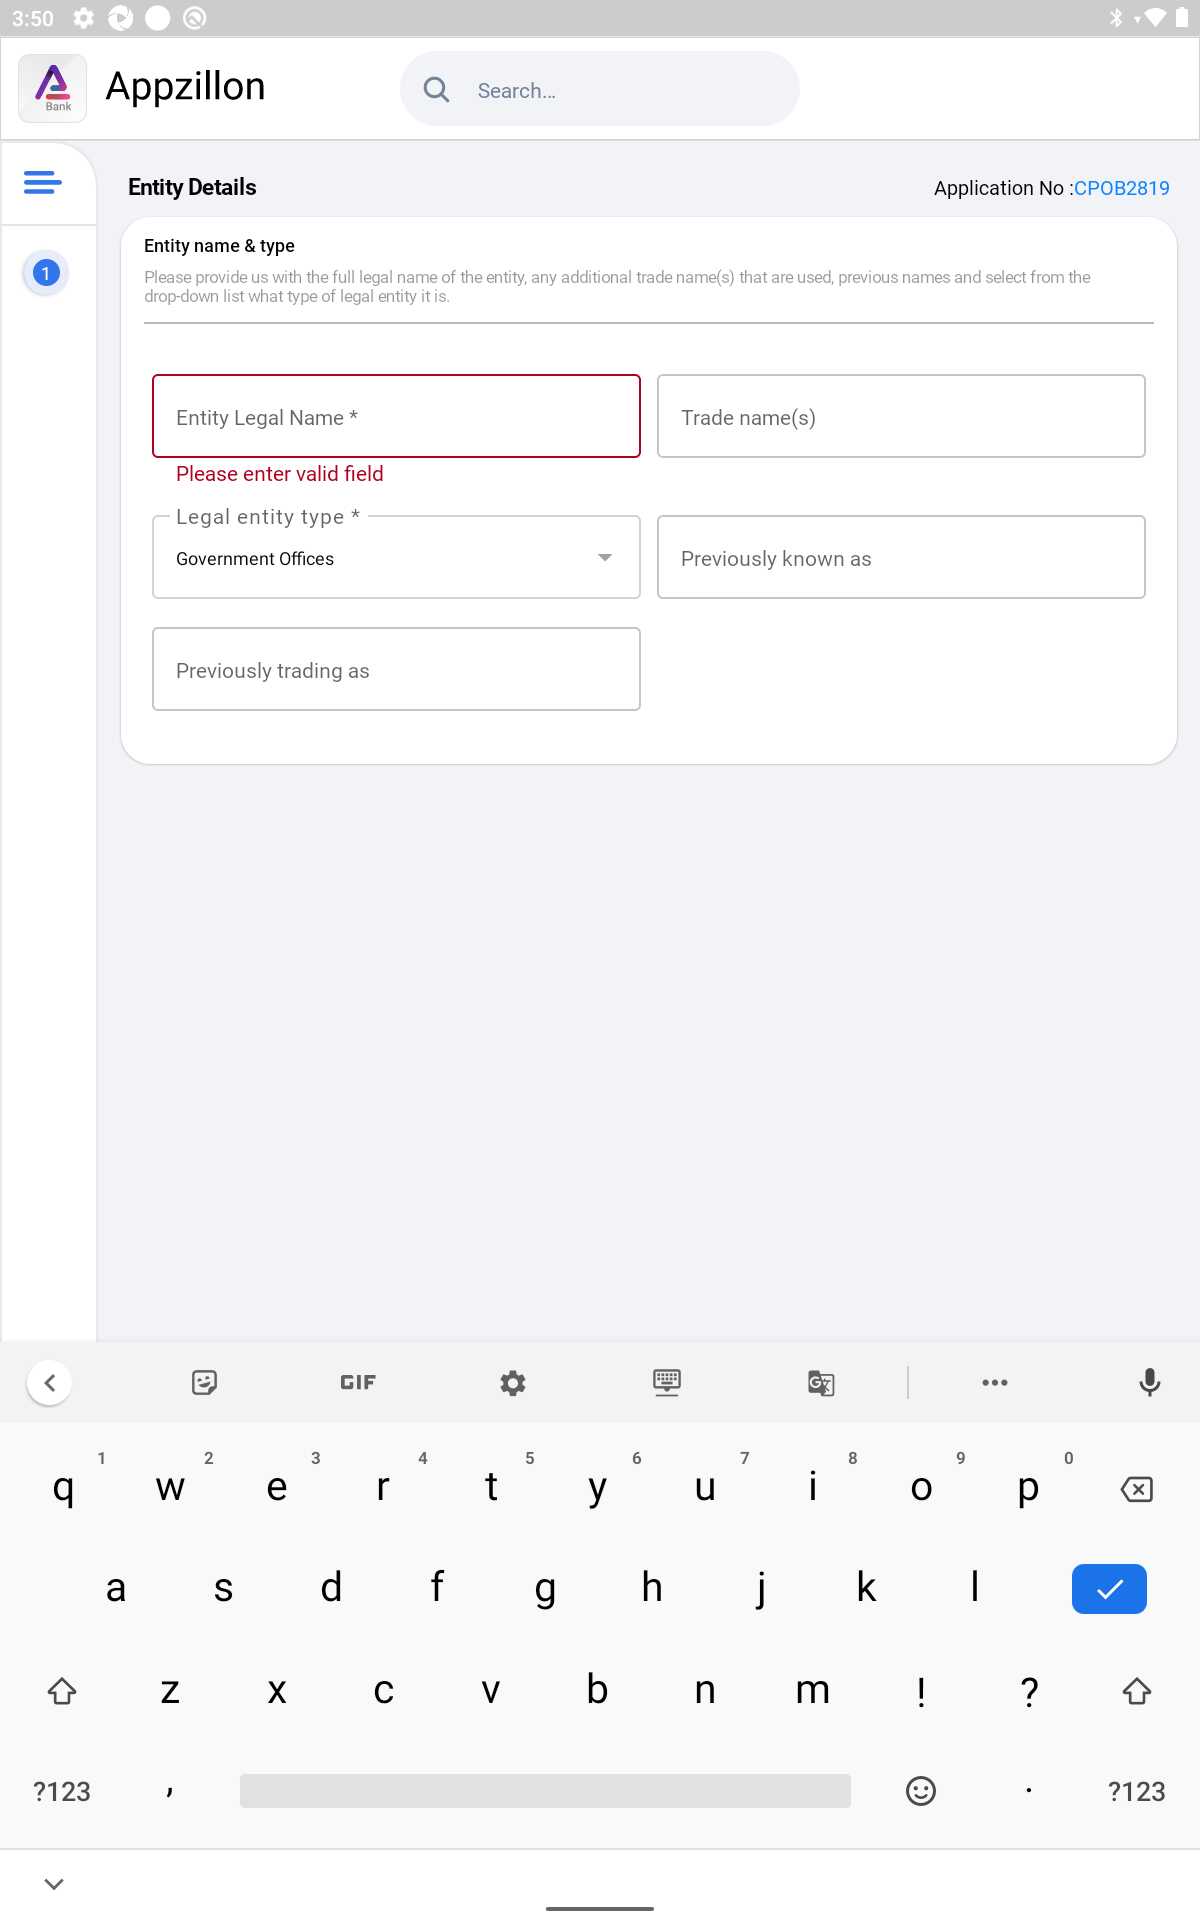 3:50
Bank
Appzillon
Search...
Entity Details
Application No :CPOB2819
1
Entity name & type
Please provide us with the full legal name of the entity, any additional trade name(s) that are used, previous names and select from the
drop-down list what type of legal entity it is.
Entity Legal Name *
Trade name(s)
Please enter valid field
Legal entity type *
Government Offices
Previously known as
Previously trading as
GIF
1 2 3 4 5 6 7 8 9 0
q w e r t y u i o p
a s d f g h j k l
z x c v b n m ! ?
?123 , . ?123